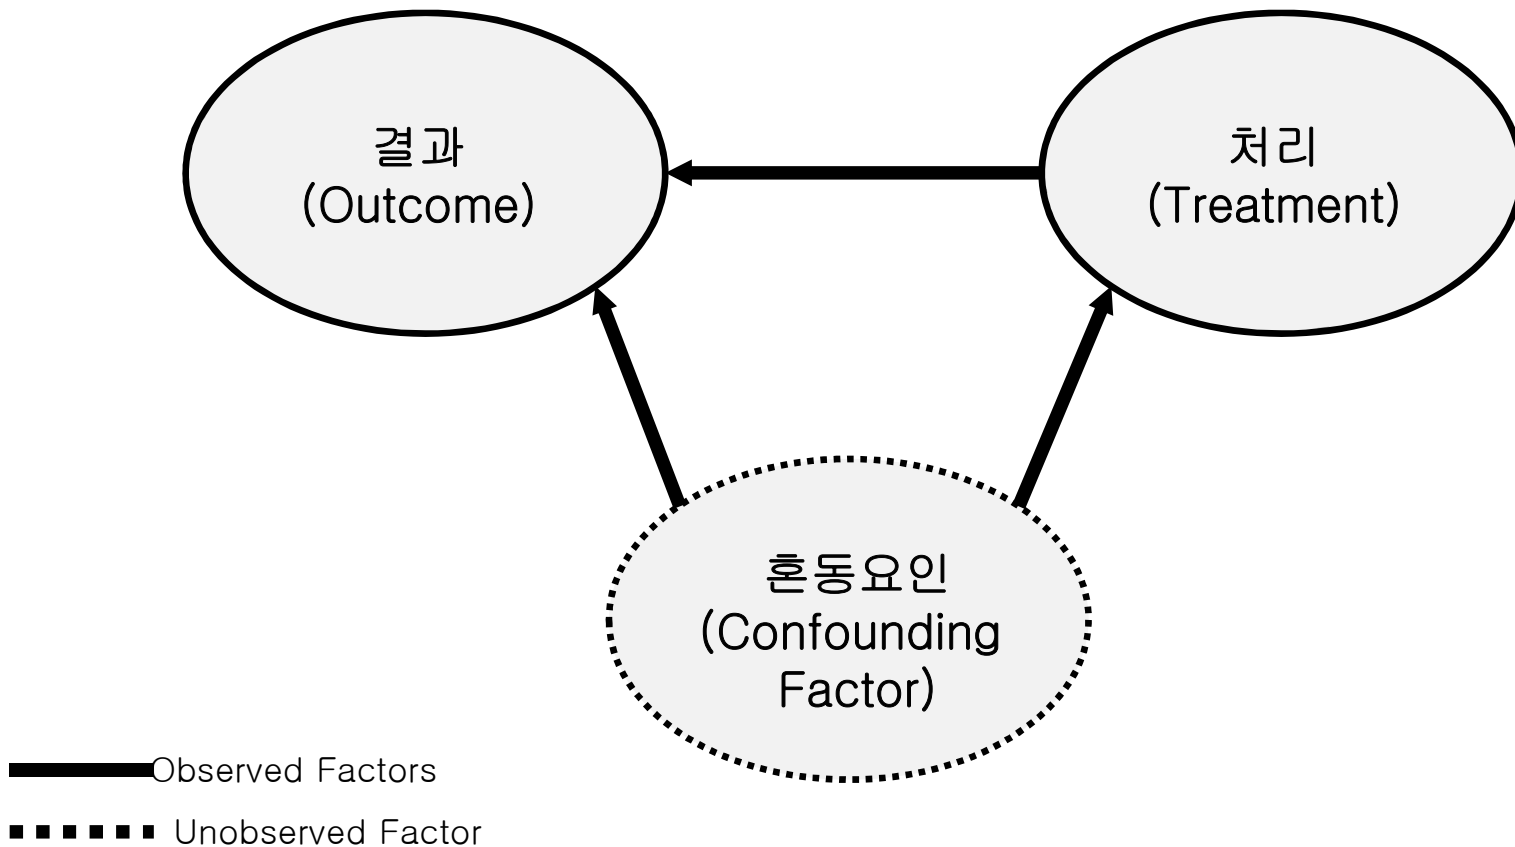 결과
(Outcome)
처리
(Treatment)
혼동요인
(Confounding
Factor)
Observed Factors
Unobserved Factor